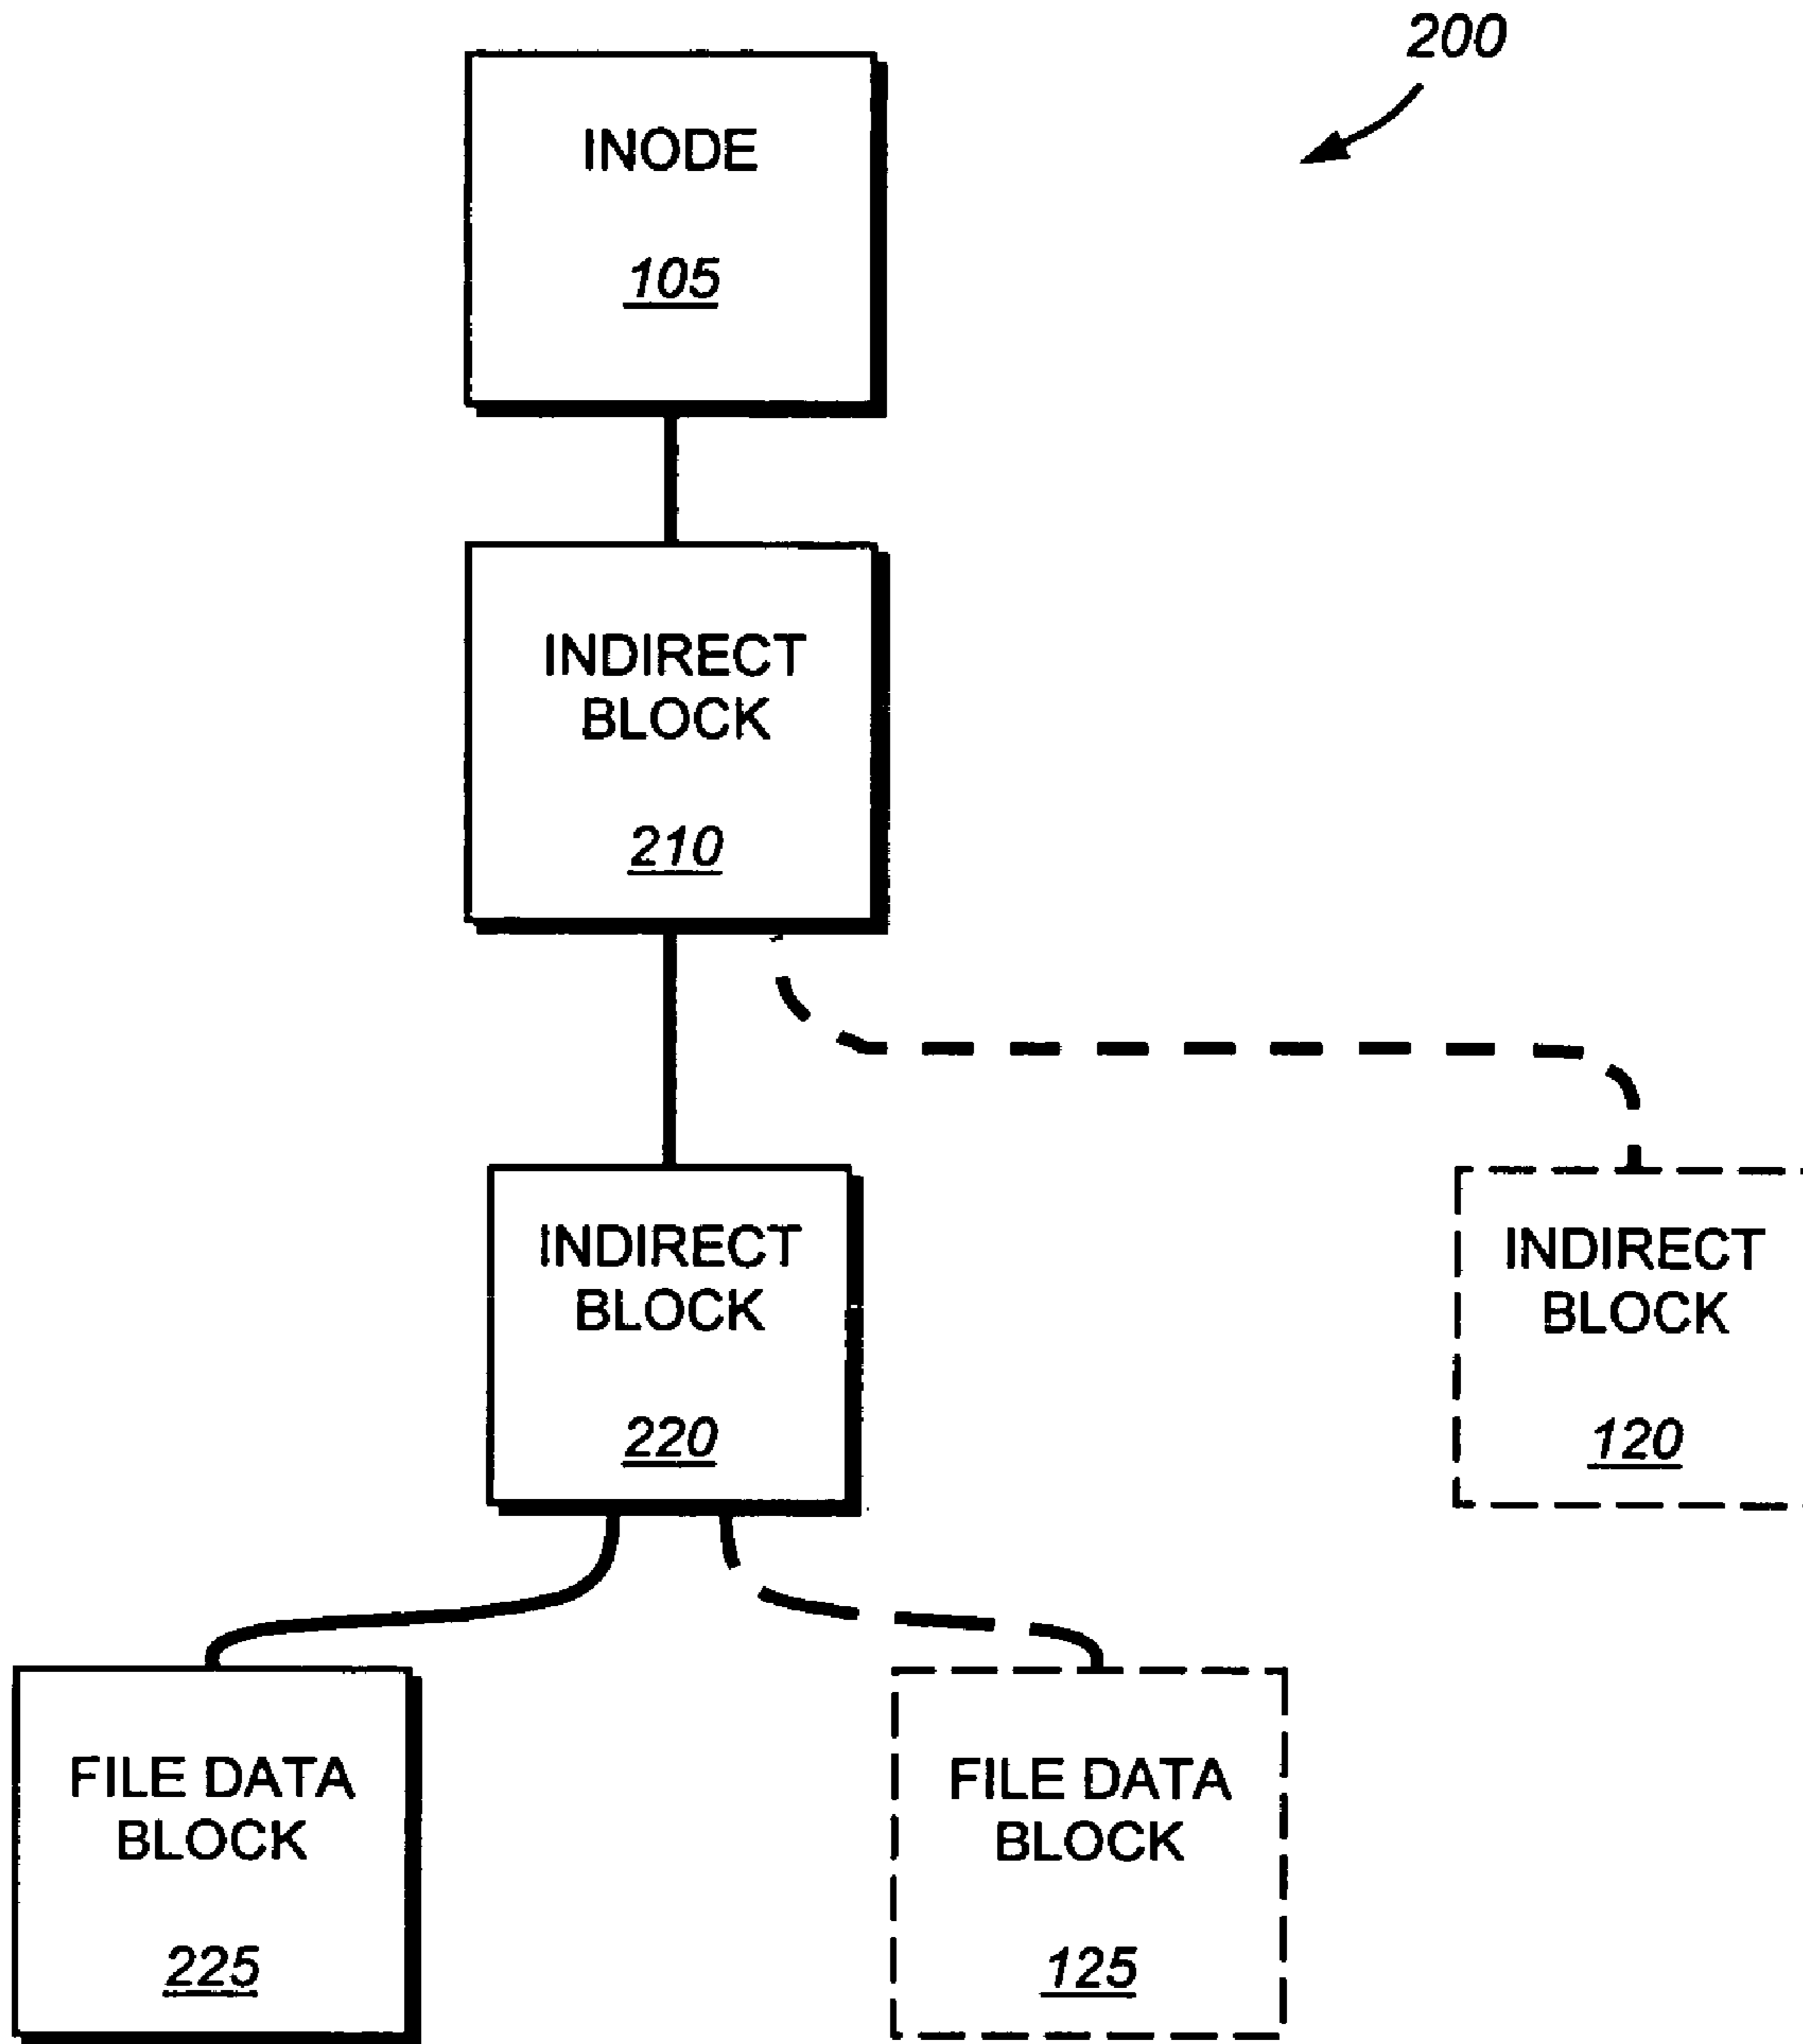 200
INODE
105
INDIRECT
BLOCK
210
INDIRECT
BLOCK
220
INDIRECT
BLOCK
120
FILE DATA
BLOCK
225
FILE DATA
BLOCK
125